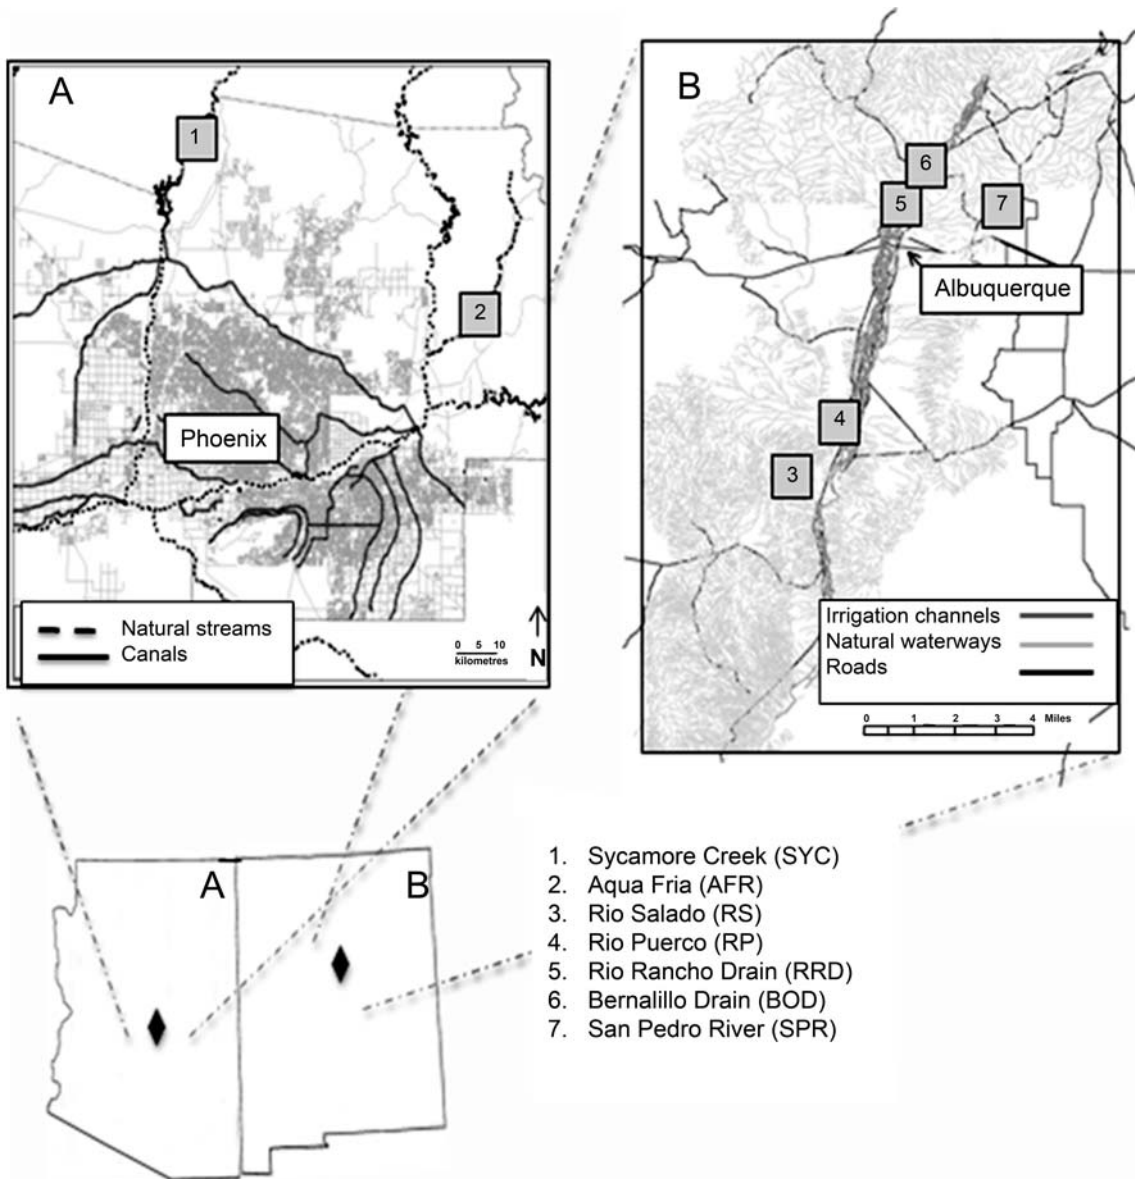 A
1
2
Phoenix
Natural streams
Canals
0 5 10
kilometres
N
B
6
5
7
Albuquerque
4
3
Irrigation channels
Natural waterways
Roads
0 1 2 3 4 Miles
A
B
1. Sycamore Creek (SYC)
2. Aqua Fria (AFR)
3. Rio Salado (RS)
4. Rio Puerco (RP)
5. Rio Rancho Drain (RRD)
6. Bernalillo Drain (BOD)
7. San Pedro River (SPR)